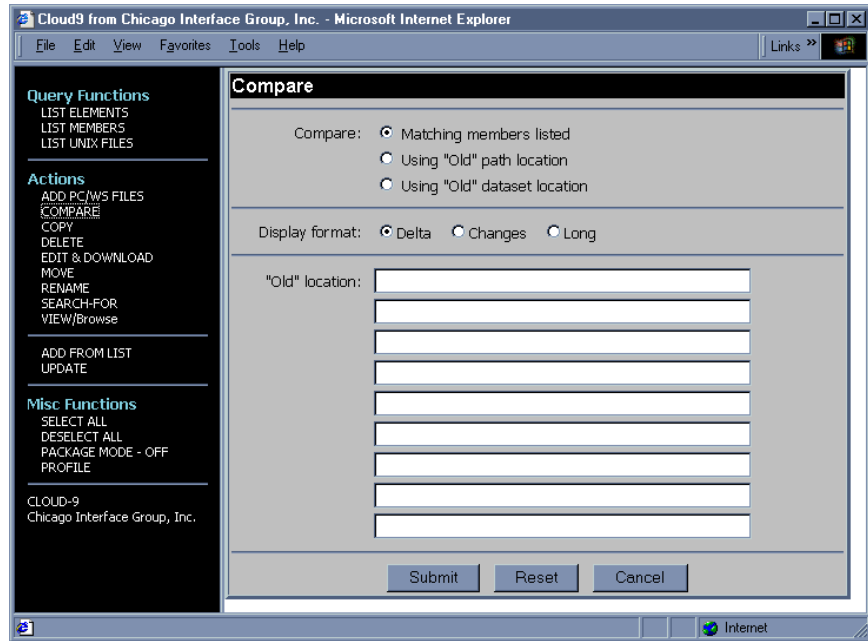 Cloud9 from Chicago Interface Group, Inc. - Microsoft Internet Explorer
File Edit View Favorites Tools Help Links »
Query Functions
LIST ELEMENTS
LIST MEMBERS
LIST UNIX FILES
Actions
ADD PC/WS FILES
COMPARE
COPY
DELETE
EDIT & DOWNLOAD
MOVE
RENAME
SEARCH-FOR
VIEW/Browse
ADD FROM LIST
UPDATE
Misc Functions
SELECT ALL
DESELECT ALL
PACKAGE MODE - OFF
PROFILE
CLOUD-9
Chicago Interface Group, Inc.
Compare
Compare: Matching members listed
Using "Old" path location
Using "Old" dataset location
Display format: Delta Changes Long
"Old" location:
Submit Reset Cancel
Internet